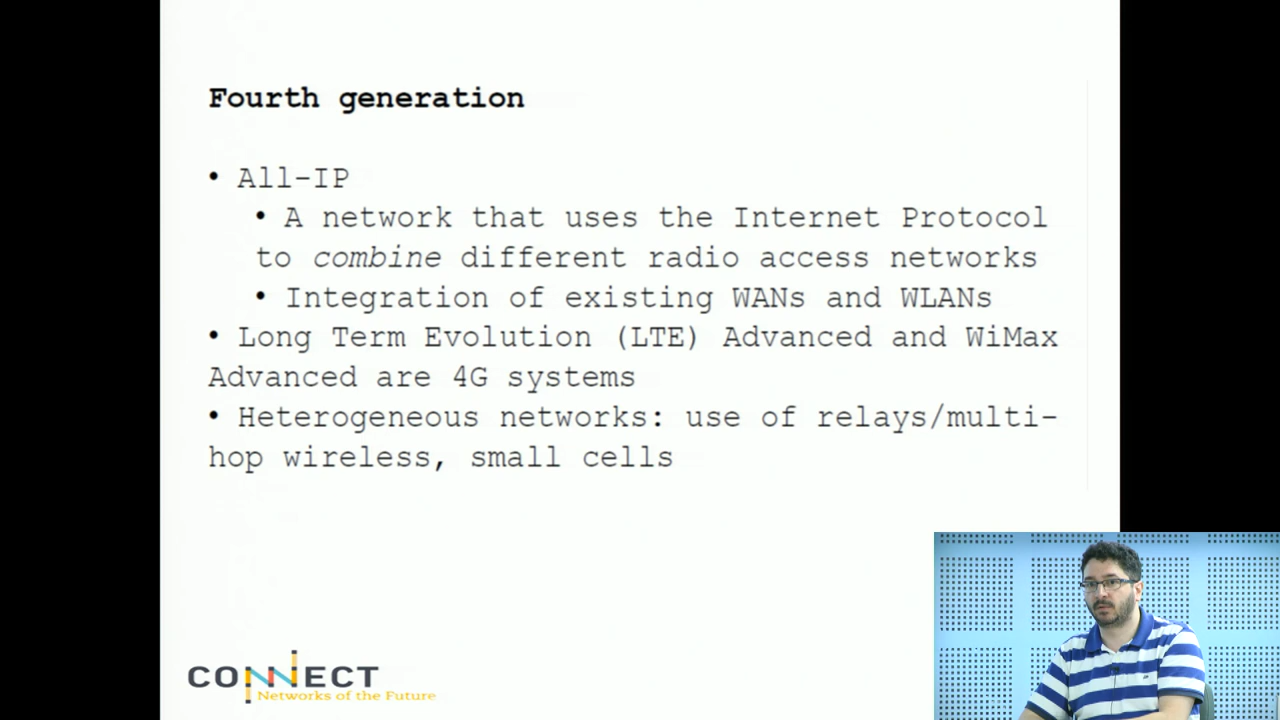 Fourth generation
• All-IP
• A network that uses the Internet Protocol
to combine different radio access networks
• Integration of existing WANs and WLANs
• Long Term Evolution (LTE) Advanced and WiMax
Advanced are 4G systems
• Heterogeneous networks: use of relays/multi-
hop wireless, small cells
CONNECT
Networks of the Future